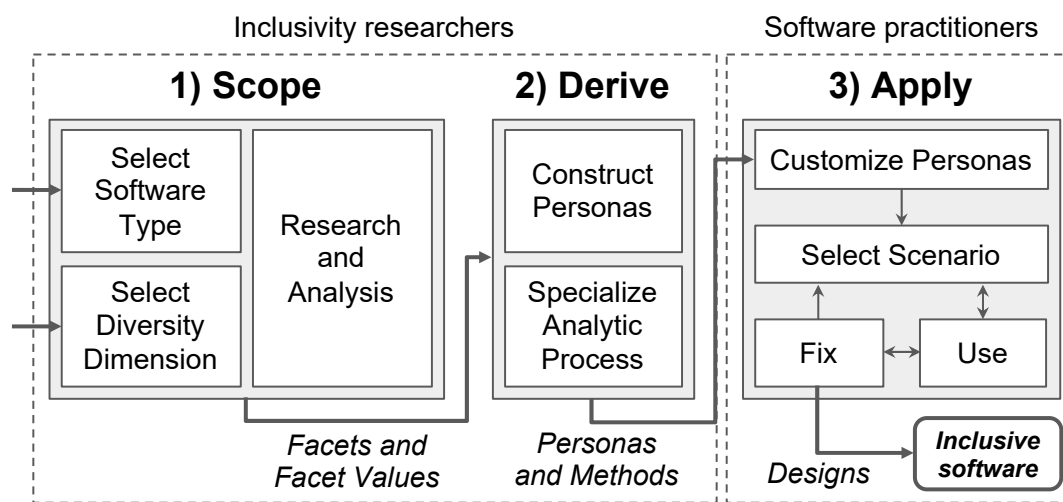 Inclusivity researchers
Software practitioners
1) Scope
2) Derive
3) Apply
Select
Software
Type
Select
Diversity
Dimension
Research
and
Analysis
Construct
Personas
Specialize
Analytic
Process
Customize Personas
Select Scenario
Fix
Use
Facets and
Facet Values
Personas
and Methods
Designs
Inclusive
software